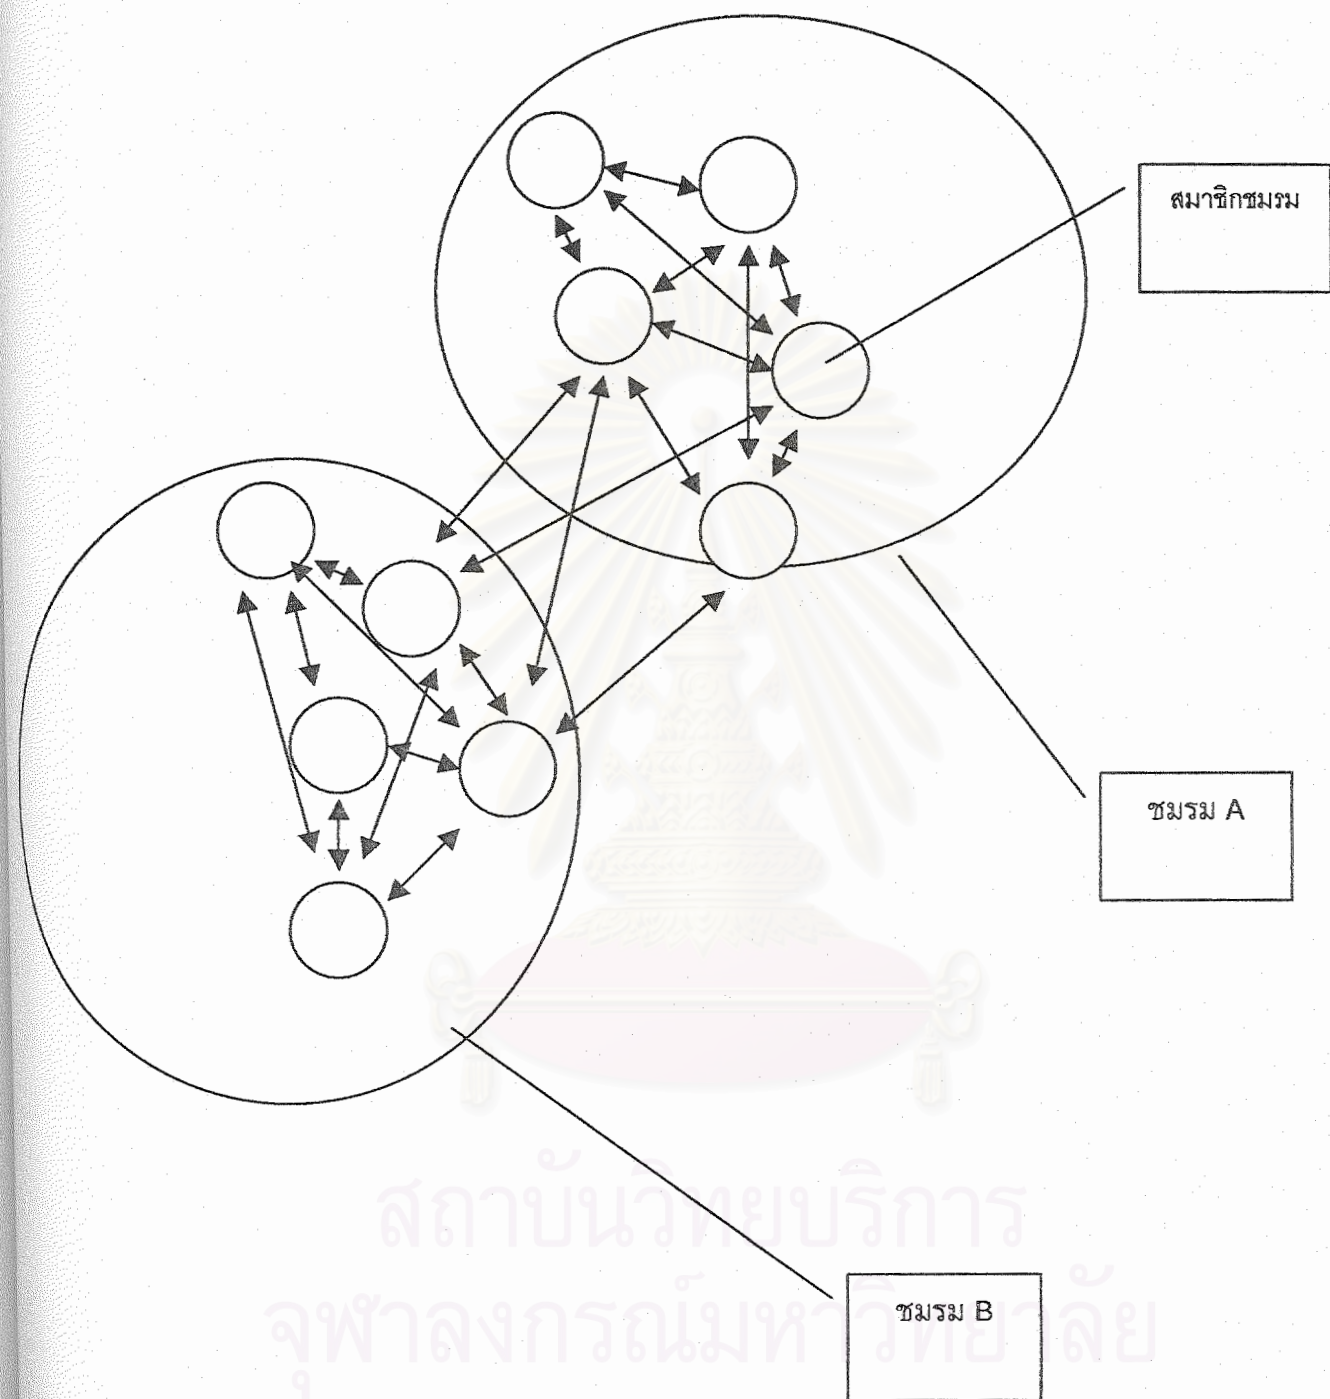 สมาชิกชมรม
ชมรม A
ชมรม B
สถาบันวิทยบริการ
จุฬาลงกรณ์มหาวิทยาลัย